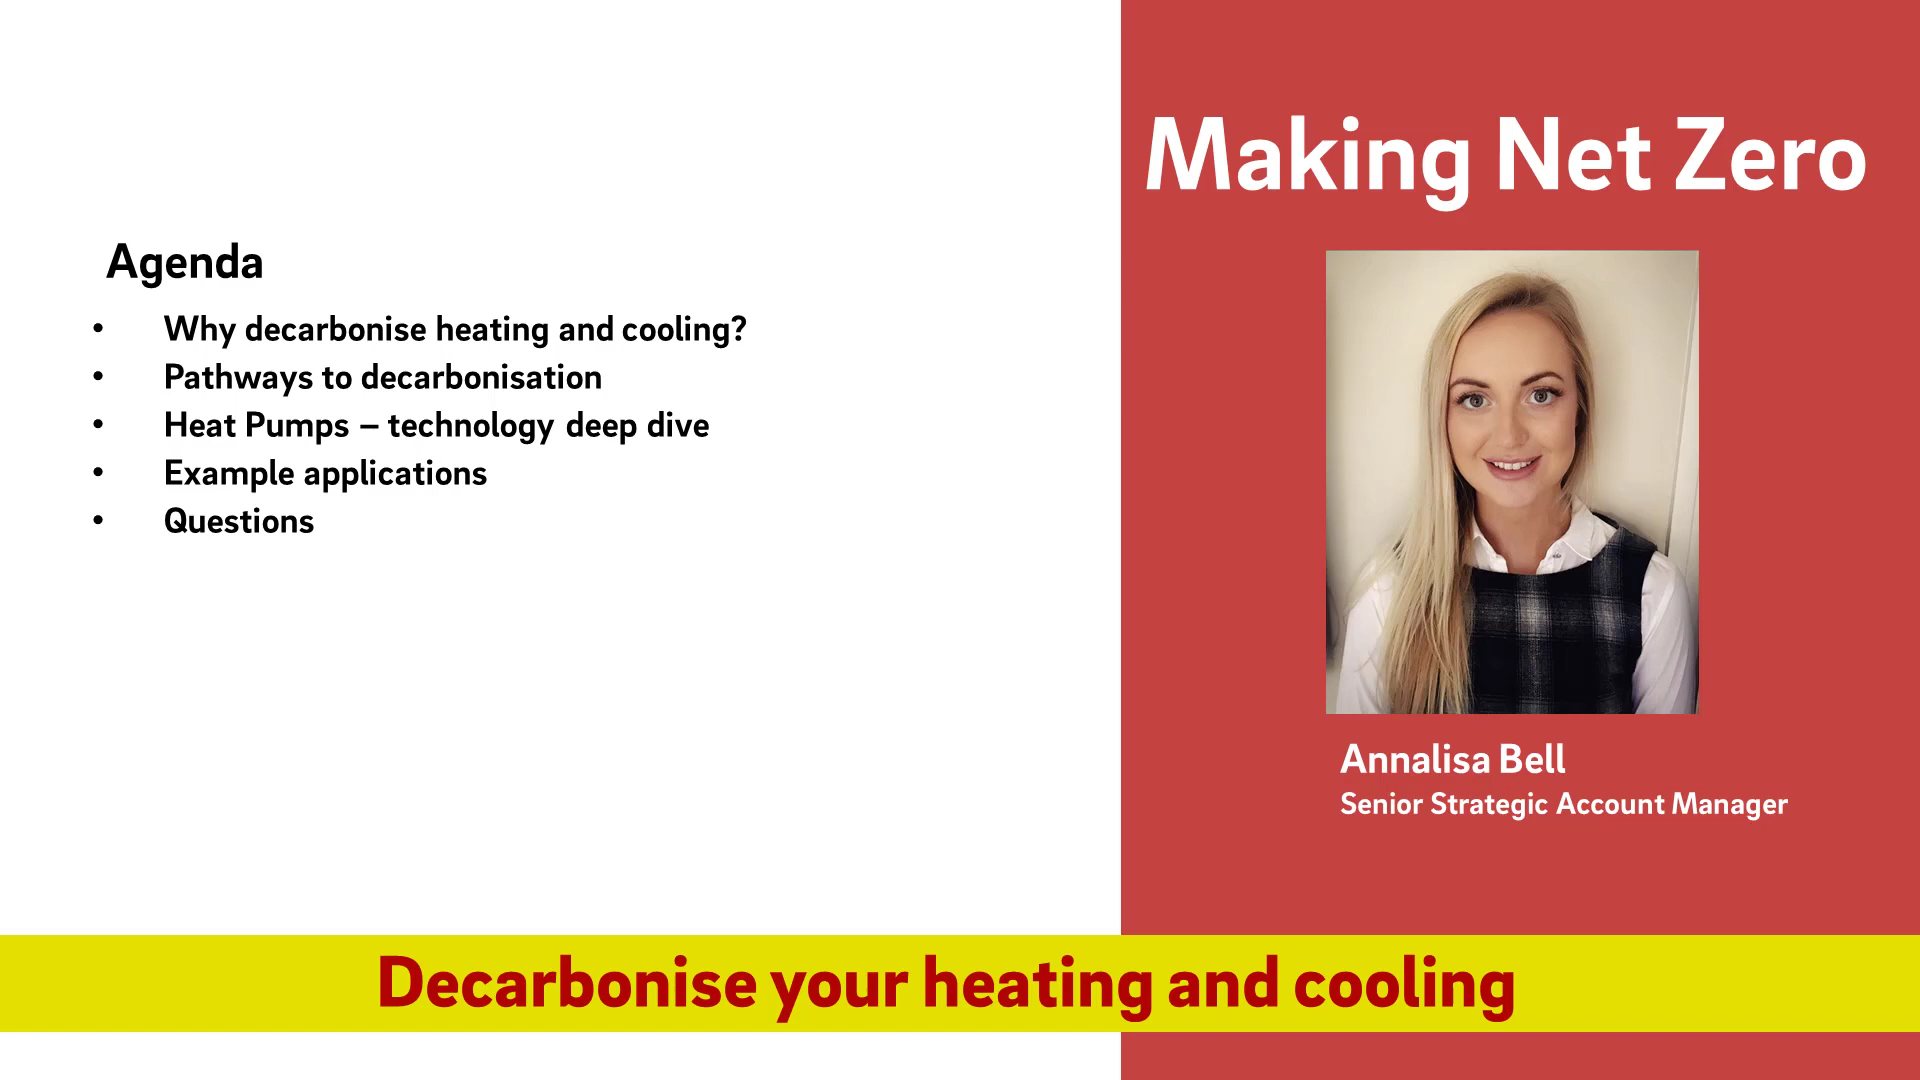 Making Net Zero
Agenda
• Why decarbonise heating and cooling?
• Pathways to decarbonisation
• Heat Pumps – technology deep dive
• Example applications
• Questions
Annalisa Bell
Senior Strategic Account Manager
Decarbonise your heating and cooling